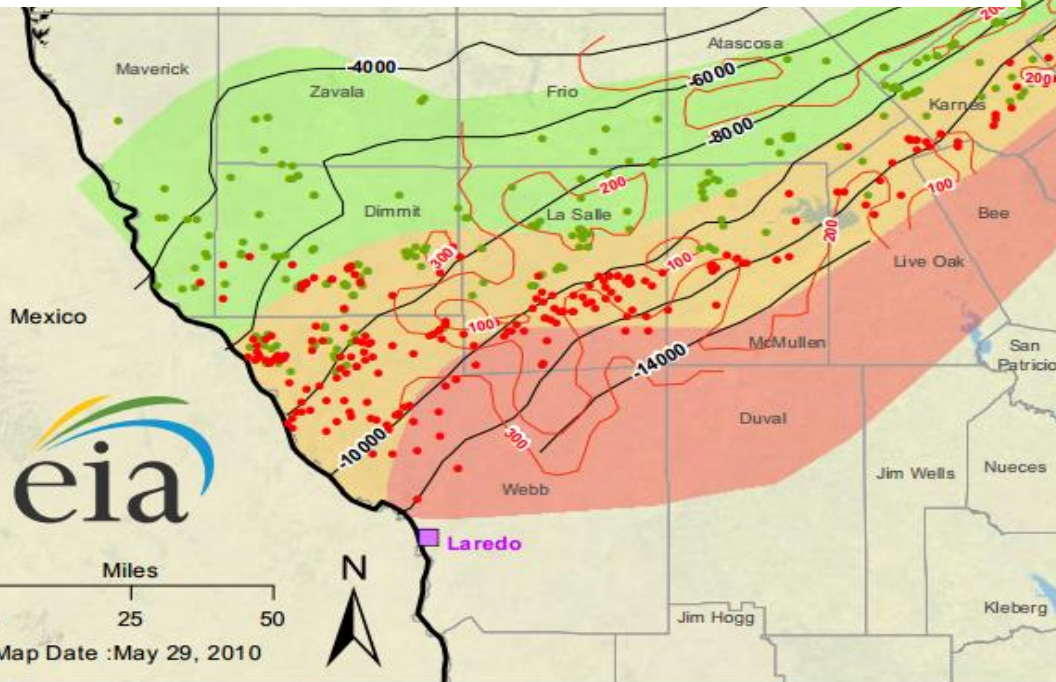 200
Atascosa
Maverick
-4000
-6000
Zavala
Frio
200
Karnes
-8000
200
100
Dimmit
La Salle
Bee
200
300
-100
Live Oak
Mexico
100
McMullen
San
Patricio
-14000
Duval
300
-10000
eia
Jim Wells
Nueces
Webb
Laredo
Miles
N
25
50
Jim Hogg
Kleberg
Map Date :May 29, 2010